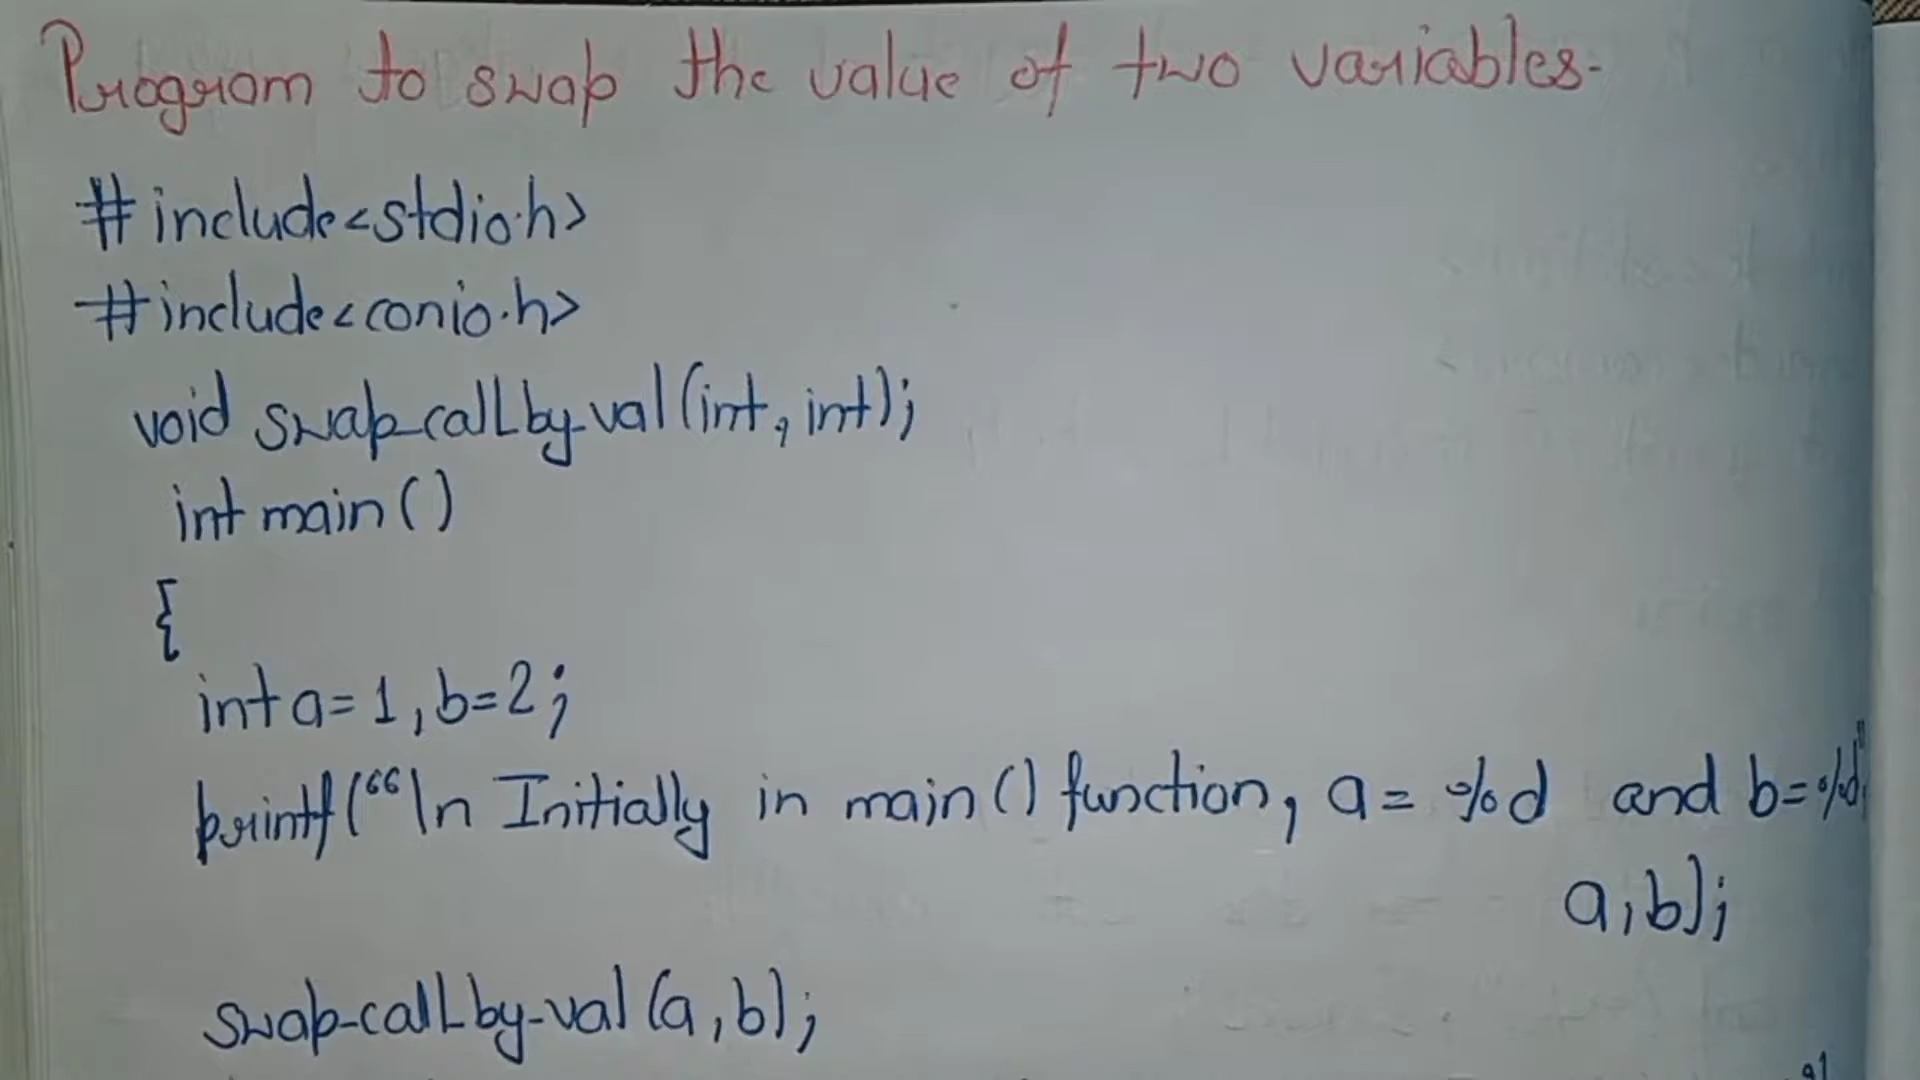 Program to swap the value of two variables.
#include<stdio.h>
#include<conio.h>
void swap_call_by_val(int, int);
int main()
{
int a=1, b=2;
printf("\n Initially in main() function, a= %d and b=%d",
a,b);
swap_call_by_val(a,b);